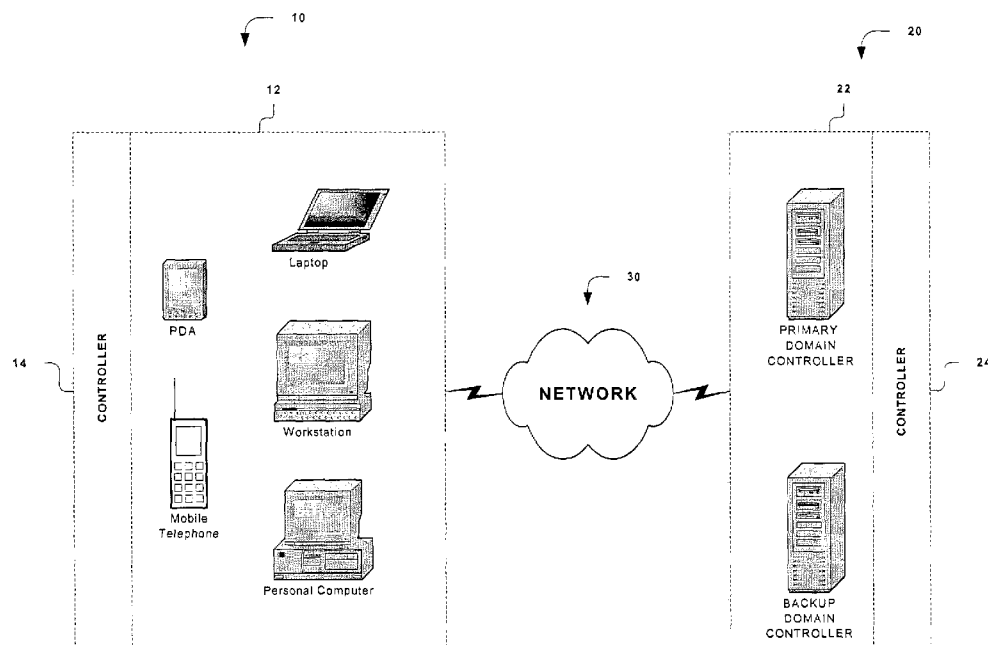 10
20
12
22
Laptop
30
PDA
PRIMARY
DOMAIN
CONTROLLER
14
CONTROLLER
NETWORK
CONTROLLER
24
Workstation
Mobile
Telephone
Personal Computer
BACKUP
DOMAIN
CONTROLLER